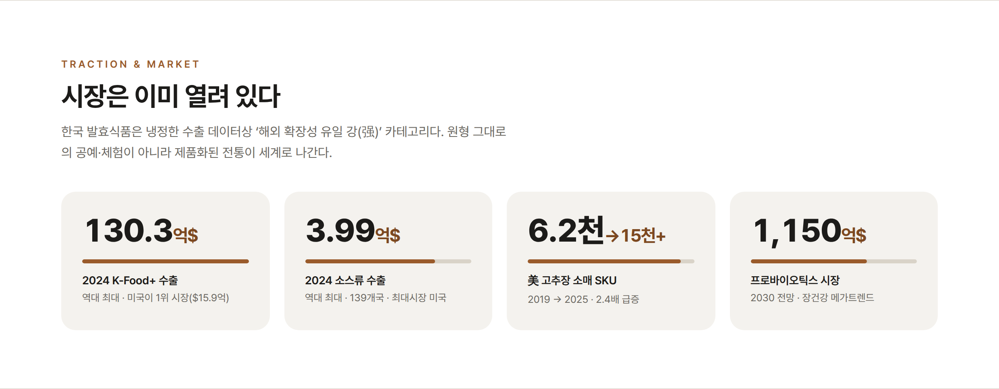 TRACTION & MARKET
시장은 이미 열려 있다
한국 발효식품은 냉정한 수출 데이터상 ‘해외 확장성 유일 강(强)’ 카테고리다. 원형 그대로
의 공예·체험이 아니라 제품화된 전통이 세계로 나간다.
130.3억$
2024 K-Food+ 수출
역대 최대 · 미국이 1위 시장($15.9억)
3.99억$
2024 소스류 수출
역대 최대 · 139개국 · 최대시장 미국
6.2천→15천+
美 고추장 소매 SKU
2019 → 2025 · 2.4배 급증
1,150억$
프로바이오틱스 시장
2030 전망 · 장건강 메가트렌드